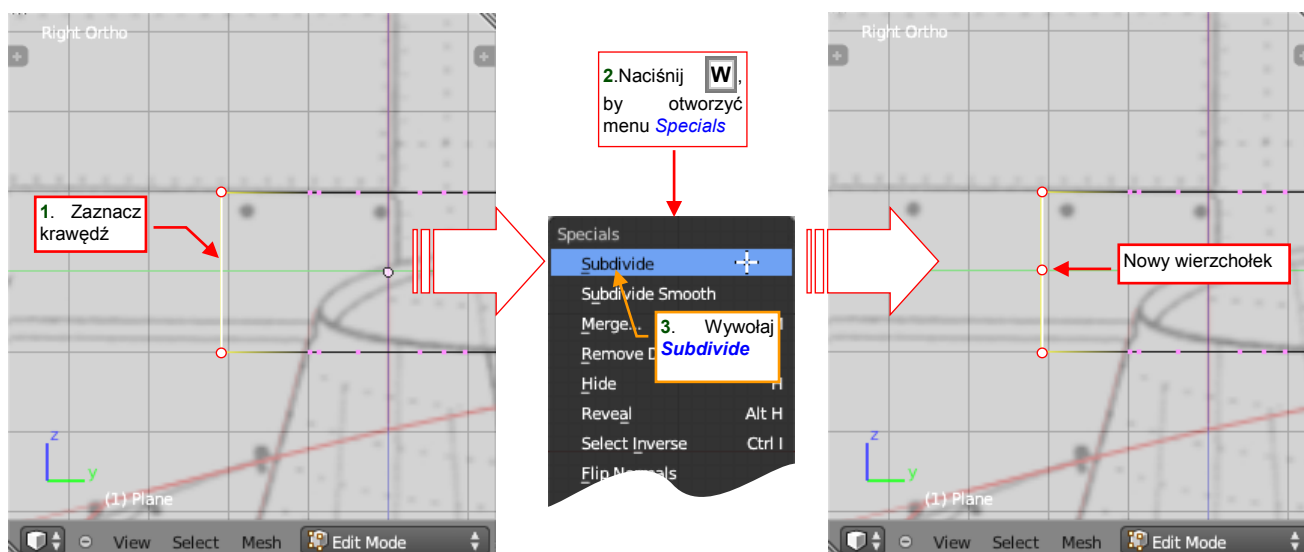 Right Ortho
1. Zaznacz
krawędź
z
y
(1) Plane
View Select Mesh Edit Mode
2.Naciśnij W,
by otworzyć
menu Specials
Specials
Subdivide
Subdivide Smooth
Merge...
3. Wywołaj
Subdivide
Remove D
Hide H
Reveal Alt H
Select Inverse Ctrl I
Flip Normals
Right Ortho
Nowy wierzchołek
z
y
(1) Plane
View Select Mesh Edit Mode